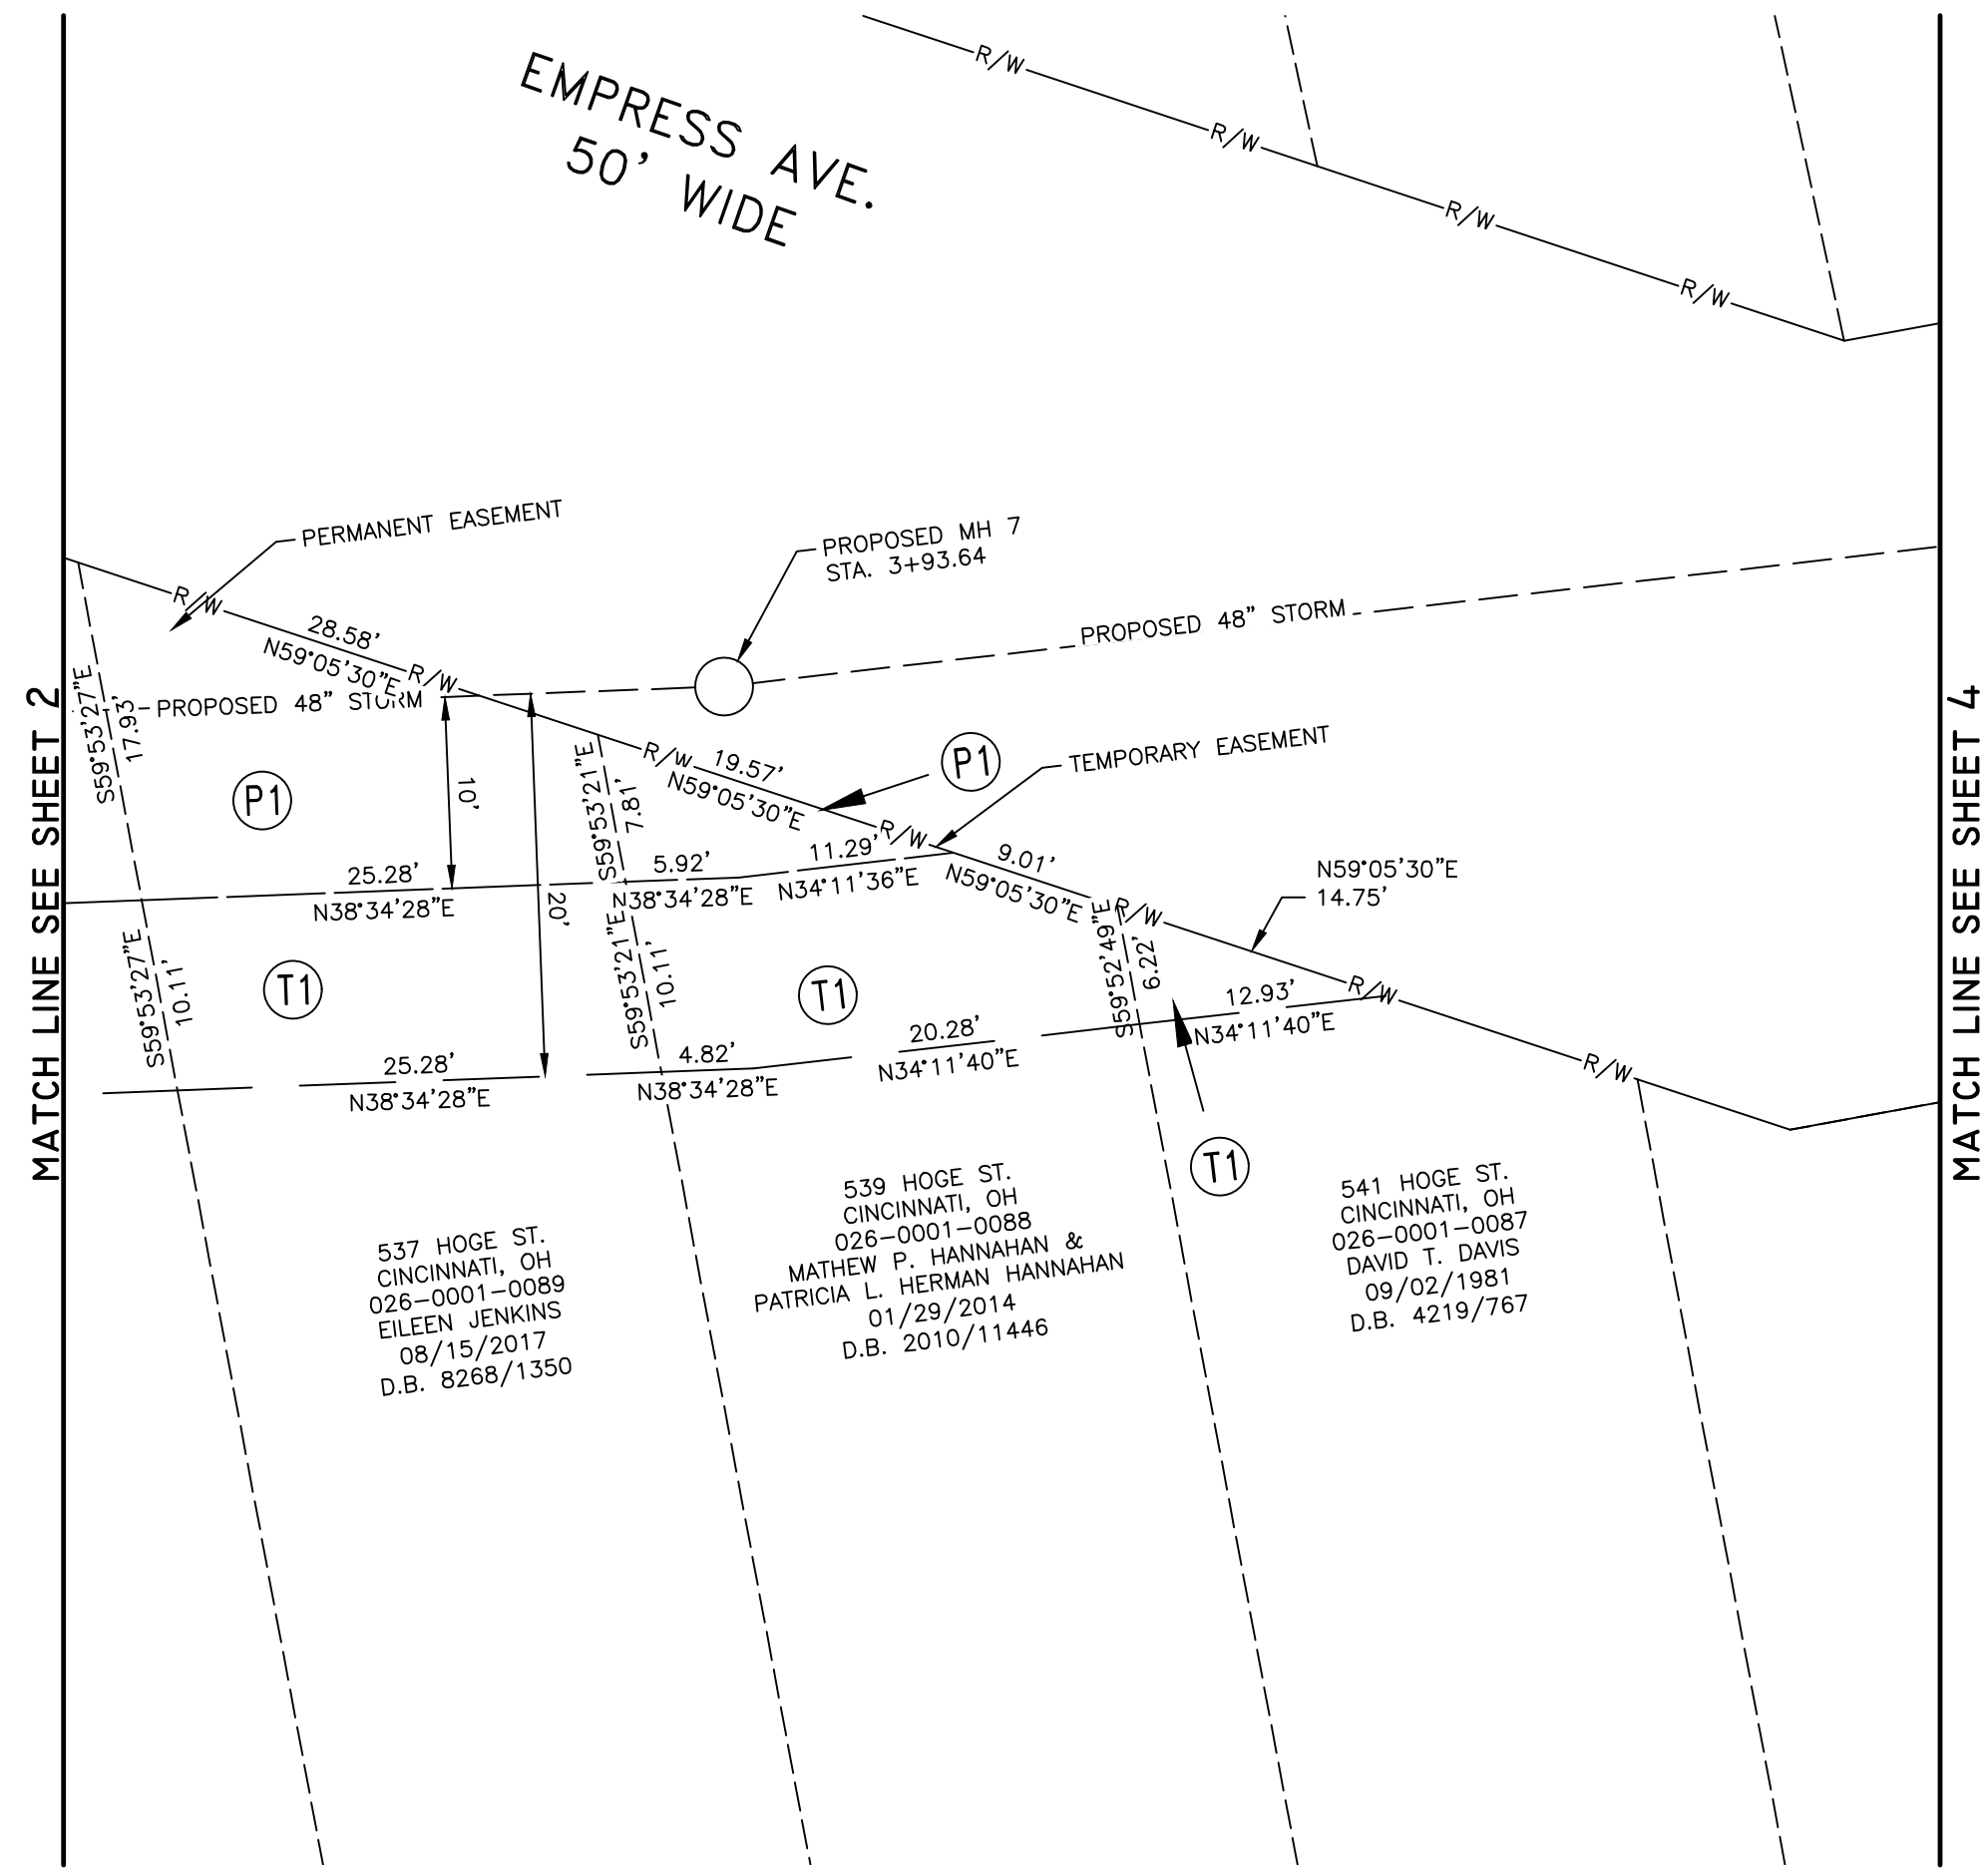 EMPRESS AVE.
50' WIDE
R/W
R/W
R/W
R/W
PERMANENT EASEMENT
PROPOSED MH 7
STA. 3+93.64
PROPOSED 48" STORM
R/W
28.58'
N59°05'30"E
R/W
PROPOSED 48" STORM
S59°53'27"E
17.93'
P1
10'
20'
S59°53'21"E
7.81'
R/W
19.57'
N59°05'30"E
P1
TEMPORARY EASEMENT
R/W
25.28'
N38°34'28"E
5.92'
N38°34'28"E
11.29'
N34°11'36"E
9.01'
N59°05'30"E
R/W
N59°05'30"E
14.75'
S59°53'27"E
10.11'
T1
S59°53'21"E
10.11'
T1
S59°52'49"E
6.22'
R/W
12.93'
N34°11'40"E
25.28'
N38°34'28"E
4.82'
N38°34'28"E
20.28'
N34°11'40"E
R/W
T1
537 HOGE ST.
CINCINNATI, OH
026-0001-0089
EILEEN JENKINS
08/15/2017
D.B. 8268/1350
539 HOGE ST.
CINCINNATI, OH
026-0001-0088
MATHEW P. HANNAHAN &
PATRICIA L. HERMAN HANNAHAN
01/29/2014
D.B. 2010/11446
541 HOGE ST.
CINCINNATI, OH
026-0001-0087
DAVID T. DAVIS
09/02/1981
D.B. 4219/767
MATCH LINE SEE SHEET 2
MATCH LINE SEE SHEET 4